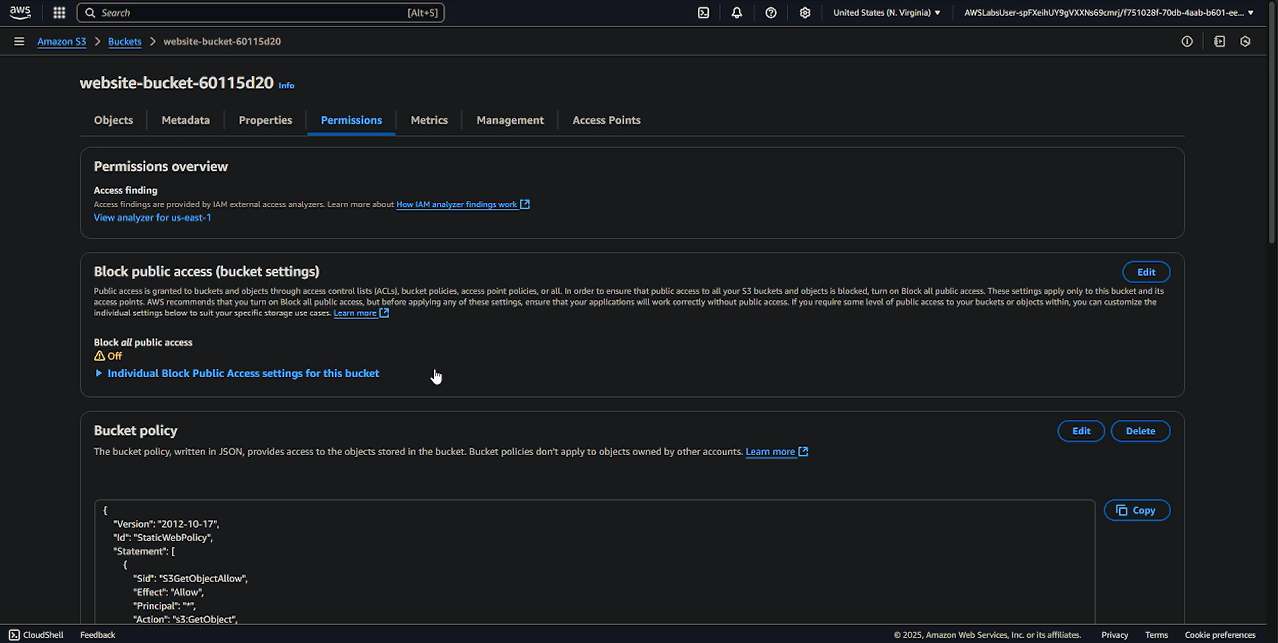 aws
Search [Alt+S]
United States (N. Virginia)
AWSLabsUser-spFXeihUY9gVXXNs69cmrj/f751028f-70db-4aab-b601-ee...
Amazon S3 > Buckets > website-bucket-60115d20
website-bucket-60115d20 Info
Objects Metadata Properties Permissions Metrics Management Access Points
Permissions overview
Access finding
Access findings are provided by IAM external access analyzers. Learn more about How IAM analyzer findings work
View analyzer for us-east-1
Block public access (bucket settings)
Edit
Public access is granted to buckets and objects through access control lists (ACLs), bucket policies, access point policies, or all. In order to ensure that public access to all your S3 buckets and objects is blocked, turn on Block all public access. These settings apply only to this bucket and its
access points. AWS recommends that you turn on Block all public access, but before applying any of these settings, ensure that your applications will work correctly without public access. If you require some level of public access to your buckets or objects within, you can customize the
individual settings below to suit your specific storage use cases. Learn more
Block all public access
Off
Individual Block Public Access settings for this bucket
Bucket policy
Edit Delete
The bucket policy, written in JSON, provides access to the objects stored in the bucket. Bucket policies don't apply to objects owned by other accounts. Learn more
Copy
{
"Version": "2012-10-17",
"Id": "StaticWebPolicy",
"Statement": [
{
"Sid": "S3GetObjectAllow",
"Effect": "Allow",
"Principal": "*",
"Action": "s3:GetObject",
CloudShell Feedback
© 2025, Amazon Web Services, Inc. or its affiliates. Privacy Terms Cookie preferences